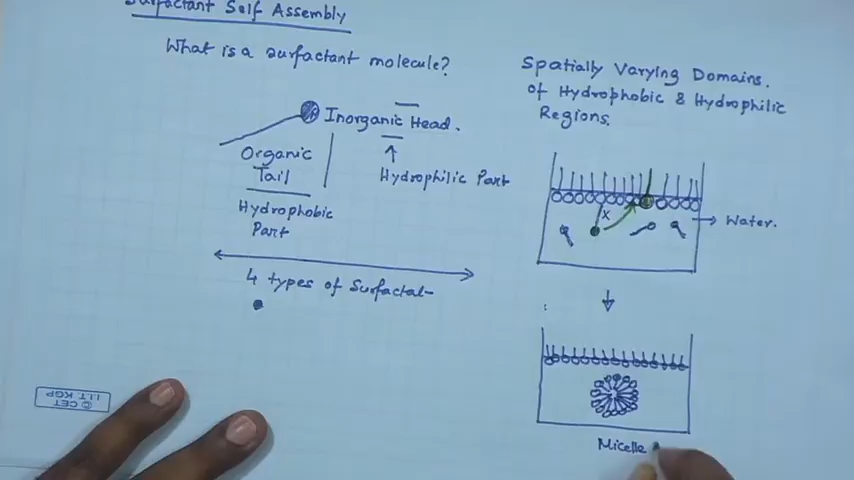 Surfactant Self Assembly
What is a surfactant molecule?
Inorganic Head.
Organic
Tail
Hydrophilic Part
Hydrophobic
Part
4 types of Surfactal-
Spatially Varying Domains.
of Hydrophobic & Hydrophilic
Regions.
x
Water.
Micelle
© CET
I.I.T. KGP